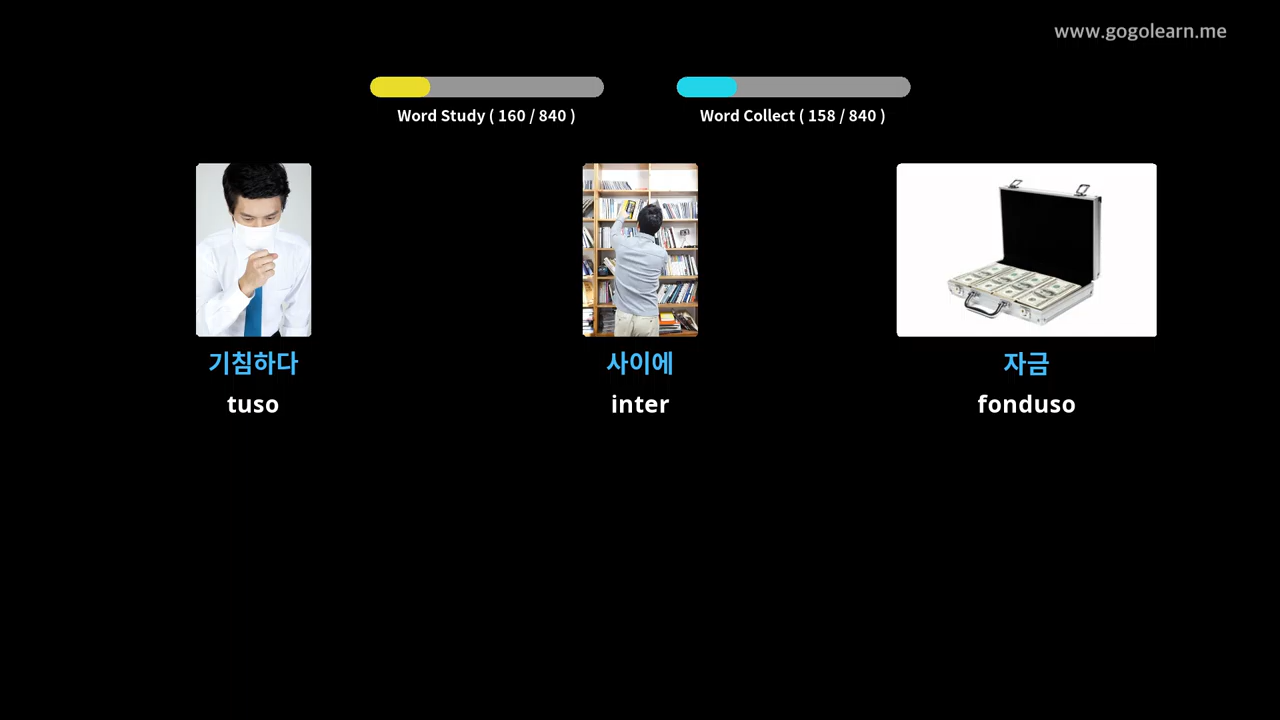 www.gogolearn.me
Word Study ( 160 / 840 )
Word Collect ( 158 / 840 )
기침하다
사이에
자금
tuso
inter
fonduso